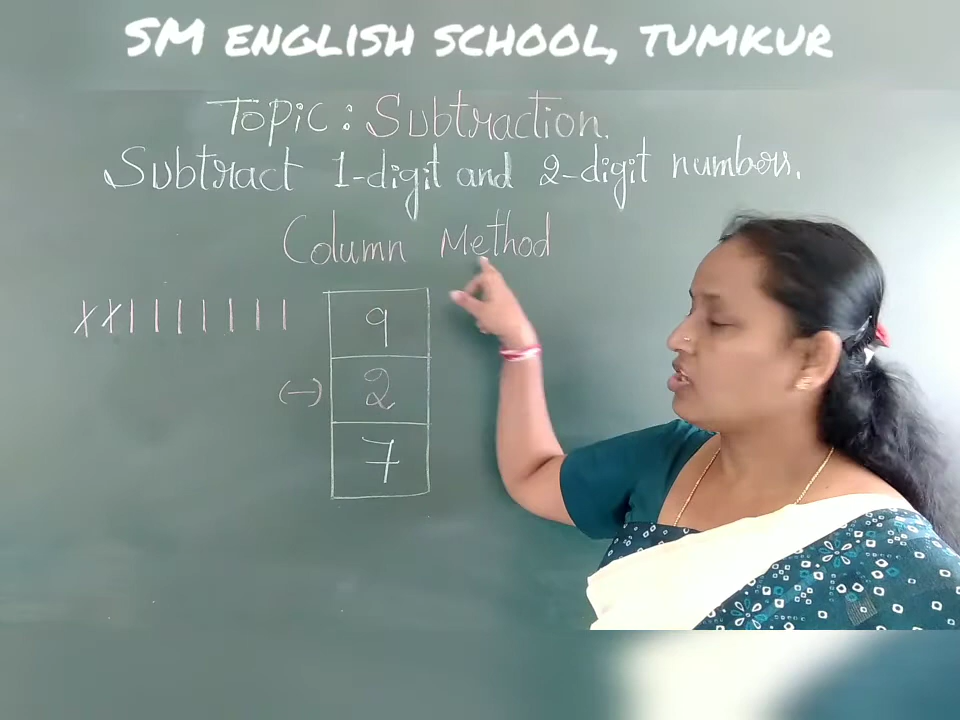 SM ENGLISH SCHOOL, TUMKUR
Topic: Subtraction.
Subtract 1-digit and 2-digit numbers.
Column Method
9
(-) 2
7